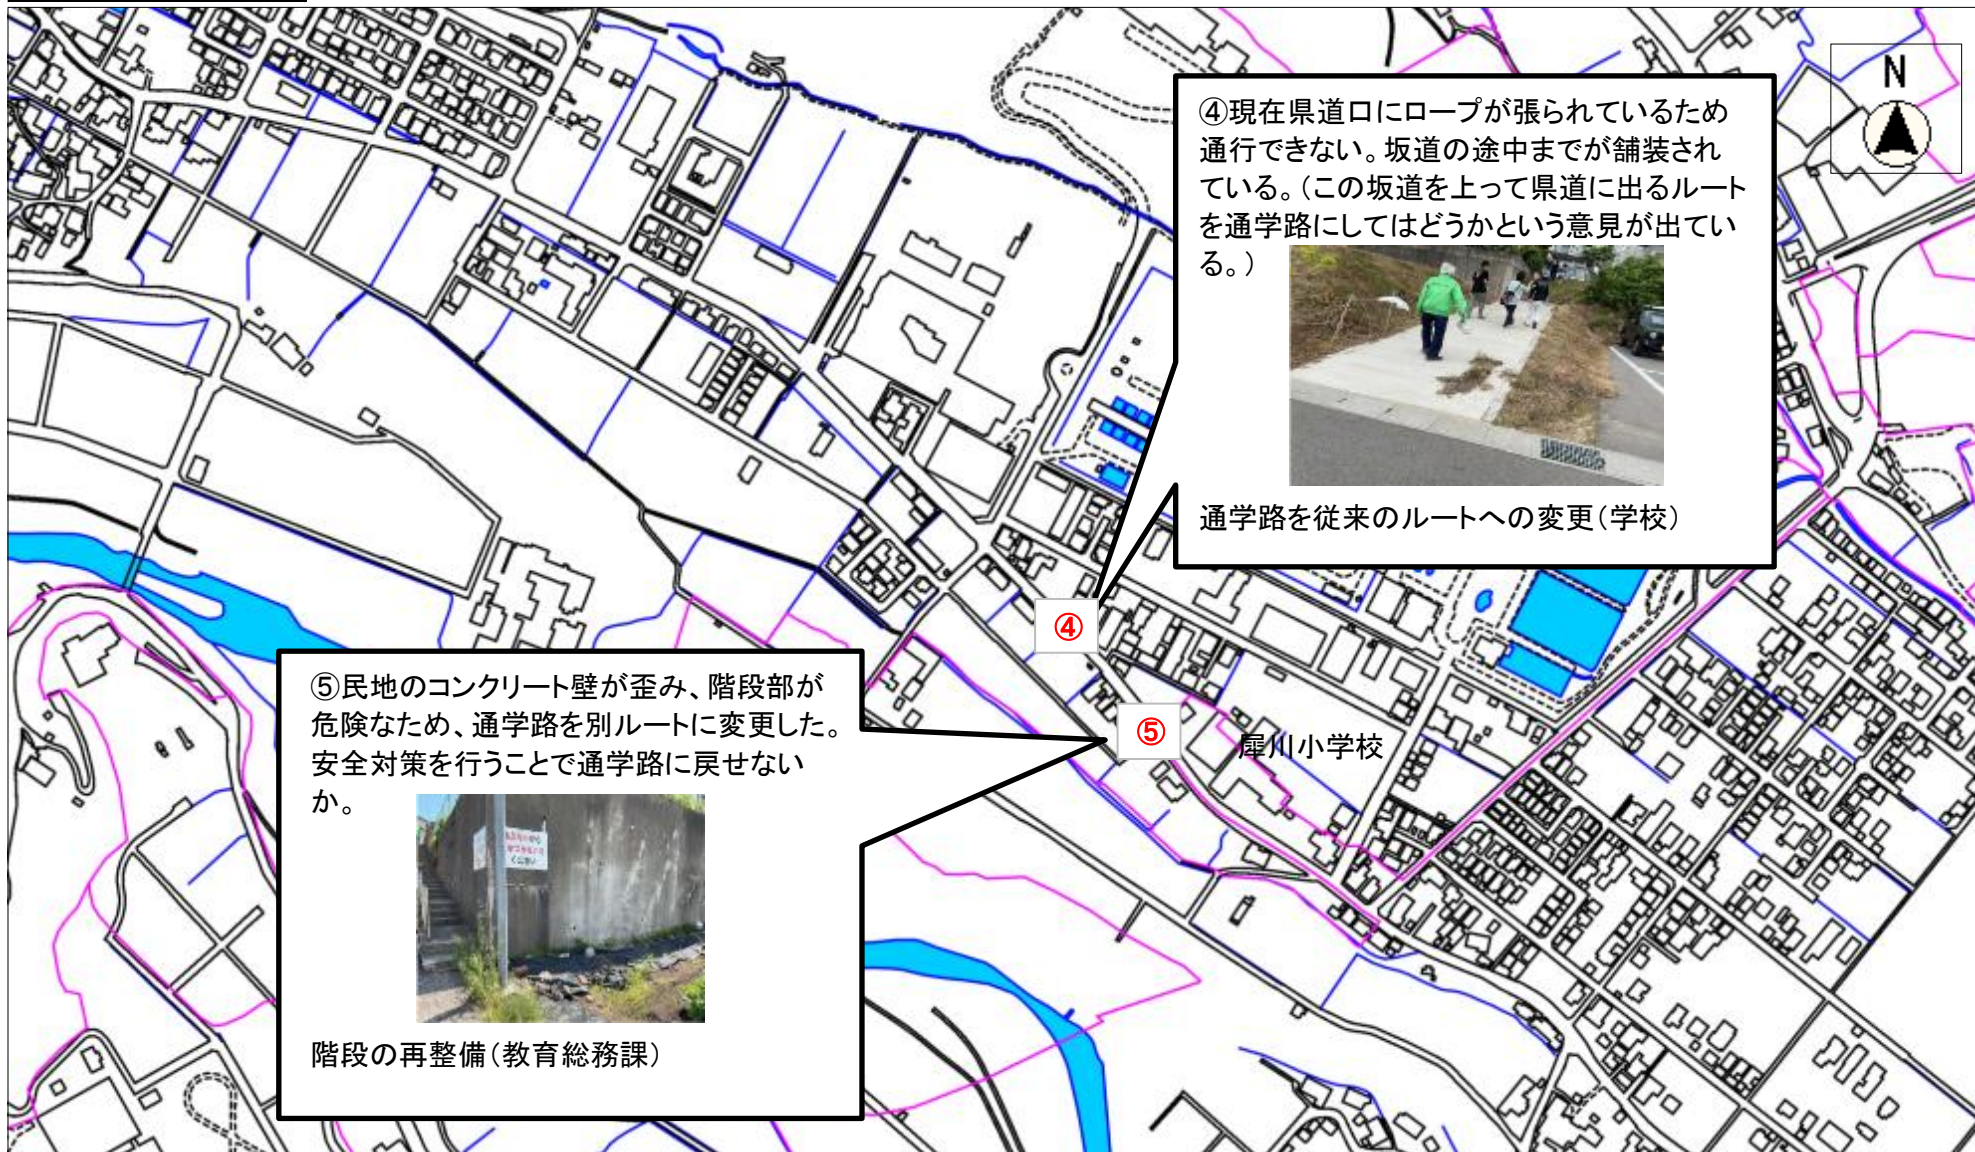 N
④現在県道口にロープが張られているため
通行できない。坂道の途中までが舗装され
ている。(この坂道を上って県道に出るルート
を通学路にしてはどうかという意見が出てい
る。)
通学路を従来のルートへの変更(学校)
④
⑤民地のコンクリート壁が歪み、階段部が
危険なため、通学路を別ルートに変更した。
安全対策を行うことで通学路に戻せない
か。
階段の再整備(教育総務課)
⑤
犀川小学校